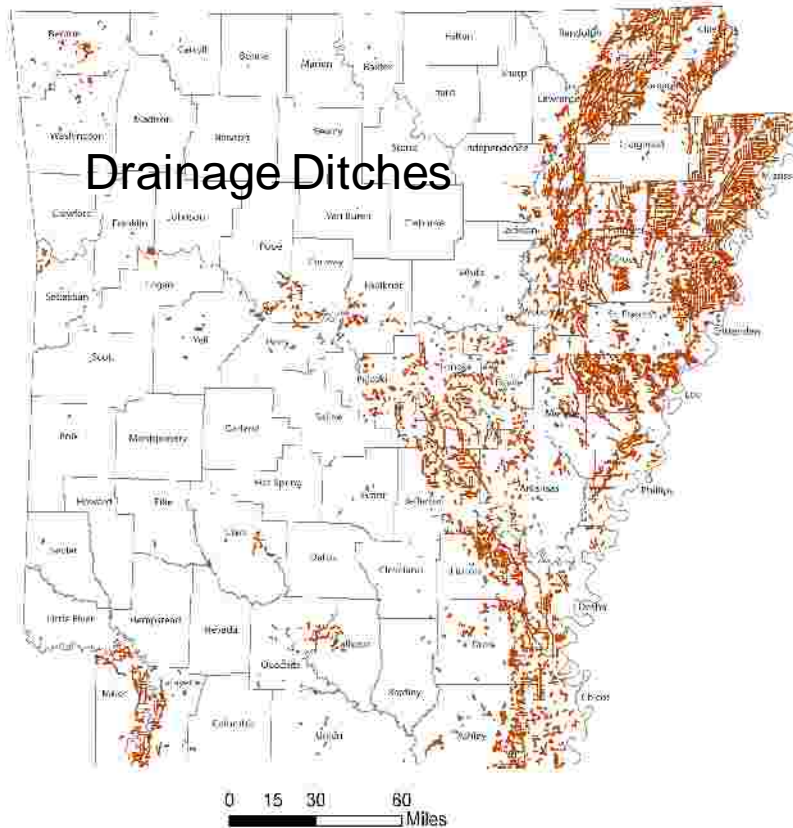 Benton
Carroll
Boone
Marion
Baxter
Fulton
Randolph
Clay
Sharp
Lawrence
Madison
Washington
Newton
Searcy
Stone
Independence
Craighead
Drainage Ditches
Crawford
Franklin
Johnson
Van Buren
Cleburne
Jackson
Pope
Conway
Cross
White
Faulkner
Logan
Sebastian
St. Francis
Crittenden
Yell
Perry
Scott
Lonoke
Pulaski
Prairie
Lee
Polk
Montgomery
Garland
Saline
Hot Spring
Grant
Jefferson
Arkansas
Phillips
Howard
Pike
Clark
Sevier
Dallas
Cleveland
Lincoln
Desha
Little River
Hempstead
Nevada
Ouachita
Calhoun
Drew
Miller
Lafayette
Bradley
Chicot
Columbia
Union
Ashley
0 15 30 60
Miles